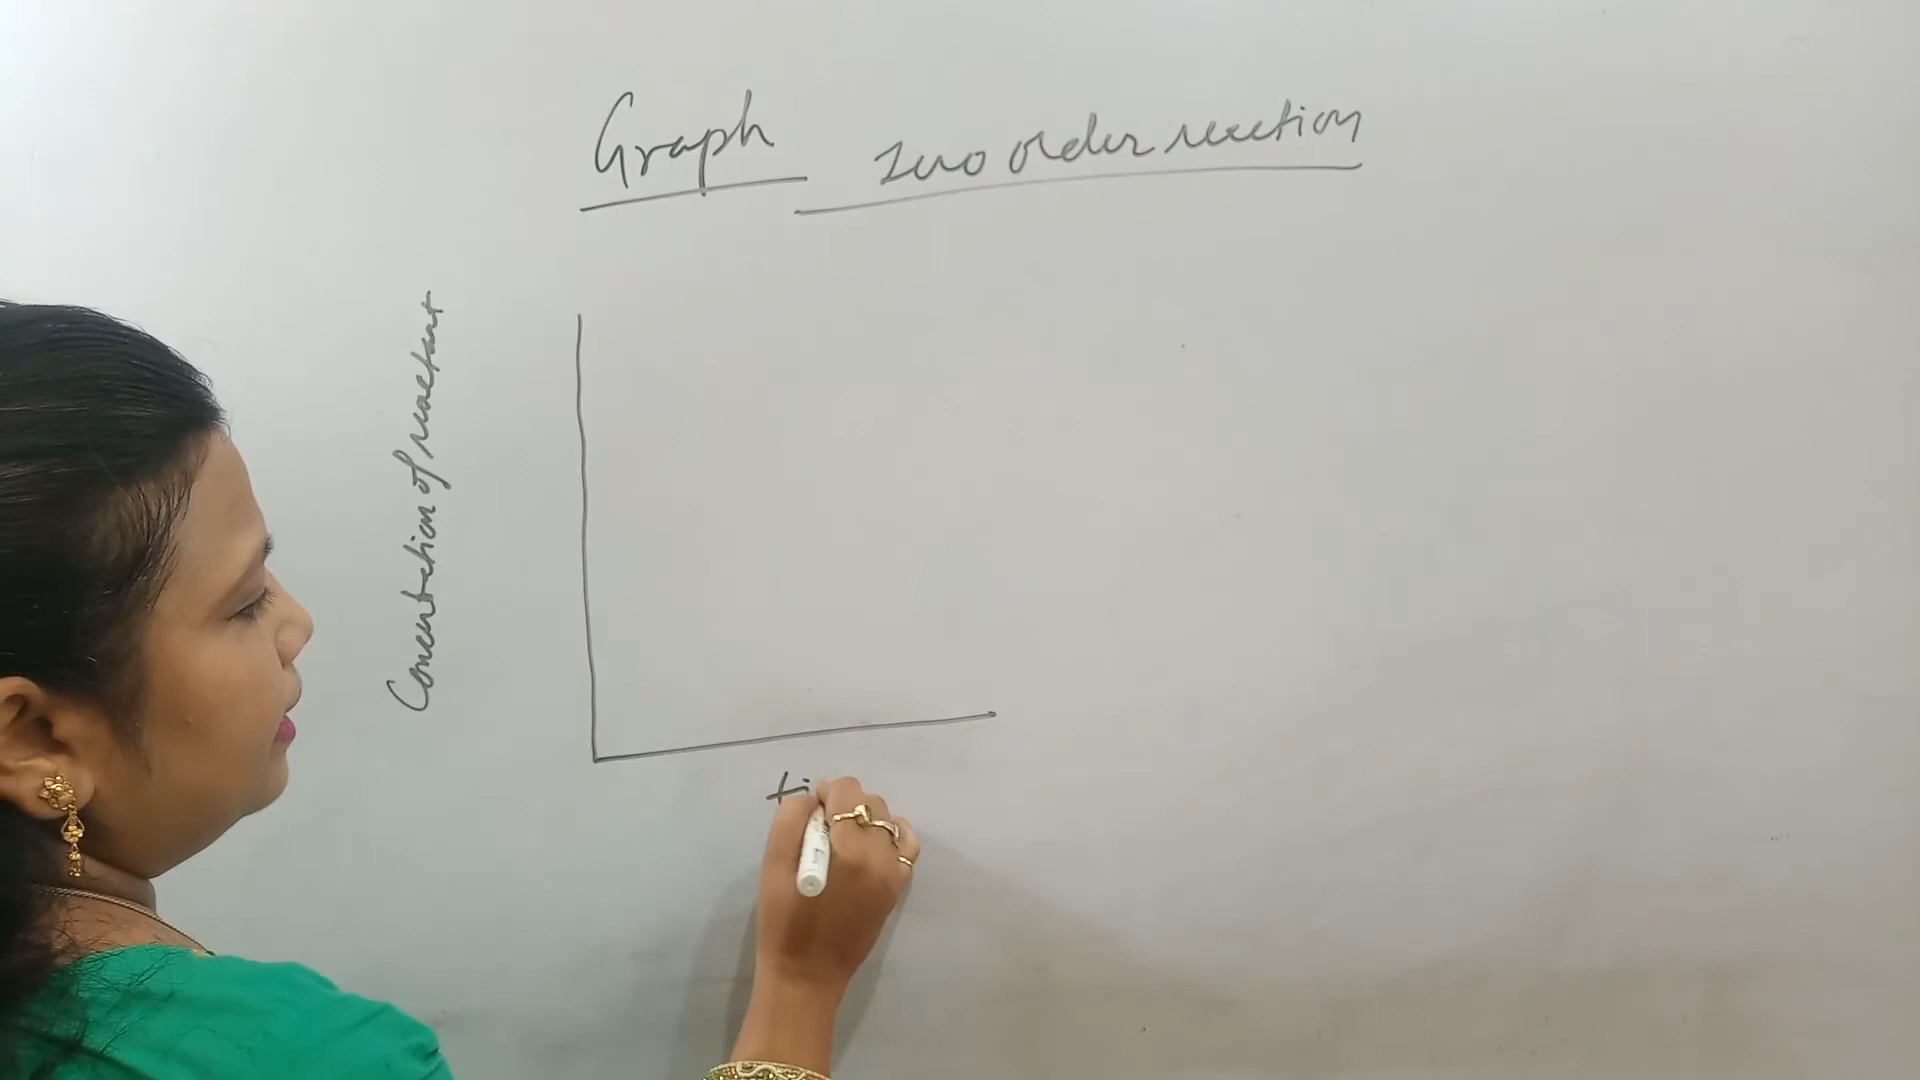 Graph zero order reaction
Concentration of reactant
ti